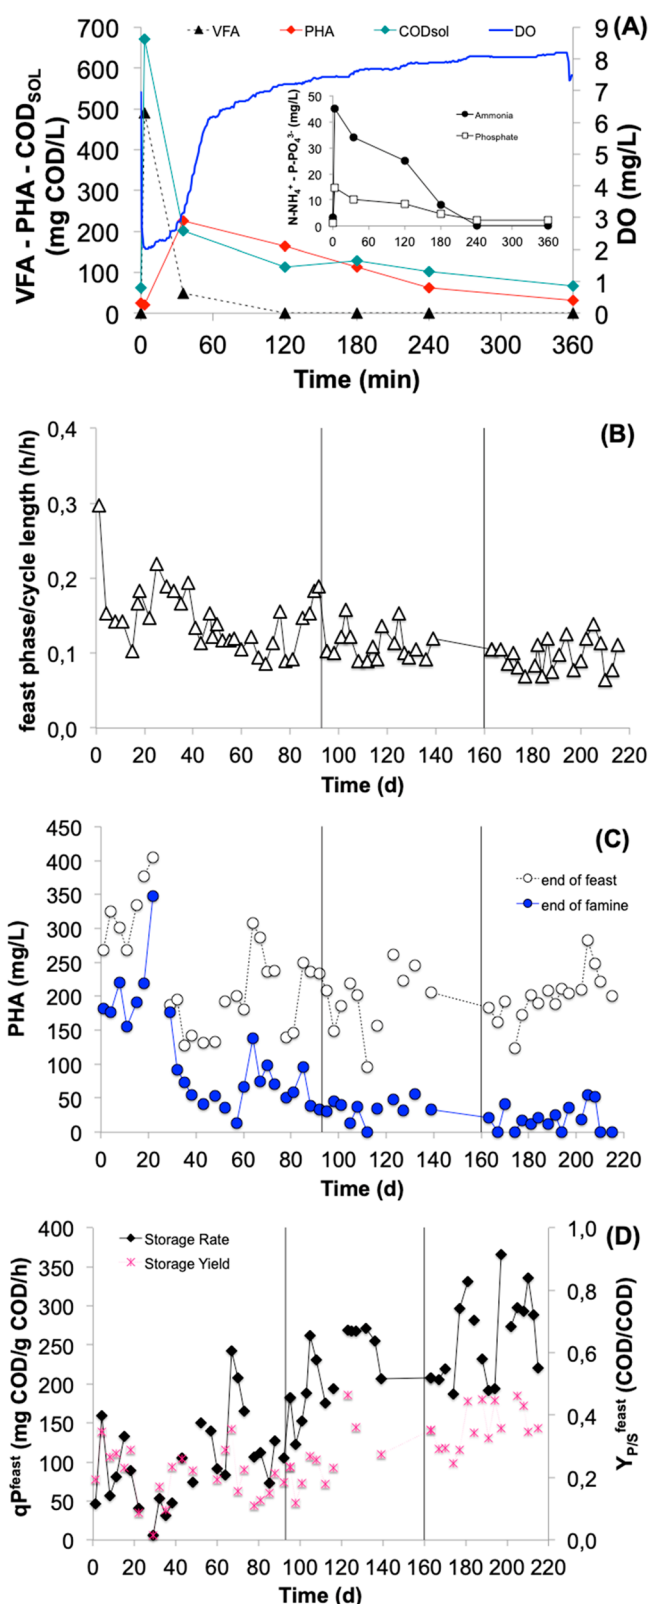 (A)
VFA PHA CODsol DO
VFA - PHA - COD_SOL
(mg COD/L)
700
600
500
400
300
200
100
0
9
8
7
6
5
4
3
2
1
0
DO (mg/L)
N-NH₄⁺ - P-PO₄³⁻ (mg/L)
50
40
30
20
10
0
Ammonia
Phosphate
0 60 120 180 240 300 360
0 60 120 180 240 300 360
Time (min)
(B)
feast phase/cycle length (h/h)
0,4
0,3
0,2
0,1
0,0
0 20 40 60 80 100 120 140 160 180 200 220
Time (d)
(C)
PHA (mg/L)
450
400
350
300
250
200
150
100
50
0
end of feast
end of famine
0 20 40 60 80 100 120 140 160 180 200 220
Time (d)
(D)
qP^feast (mg COD/g COD/h)
400
350
300
250
200
150
100
50
0
Storage Rate
Storage Yield
1,0
0,8
0,6
0,4
0,2
0,0
Y_P/S^feast (COD/COD)
0 20 40 60 80 100 120 140 160 180 200 220
Time (d)